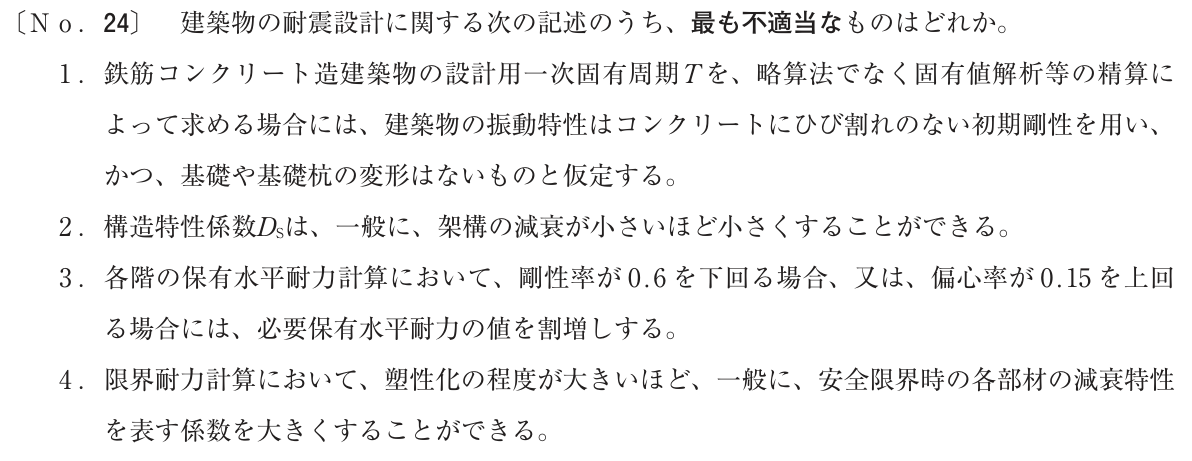 〔No. 24〕 建築物の耐震設計に関する次の記述のうち、最も不適当なものはどれか。
1. 鉄筋コンクリート造建築物の設計用一次固有周期Tを、略算法でなく固有値解析等の精算に
よって求める場合には、建築物の振動特性はコンクリートにひび割れのない初期剛性を用い、
かつ、基礎や基礎杭の変形はないものと仮定する。
2. 構造特性係数Dsは、一般に、架構の減衰が小さいほど小さくすることができる。
3. 各階の保有水平耐力計算において、剛性率が 0.6 を下回る場合、又は、偏心率が 0.15 を上回
る場合には、必要保有水平耐力の値を割増しする。
4. 限界耐力計算において、塑性化の程度が大きいほど、一般に、安全限界時の各部材の減衰特性
を表す係数を大きくすることができる。